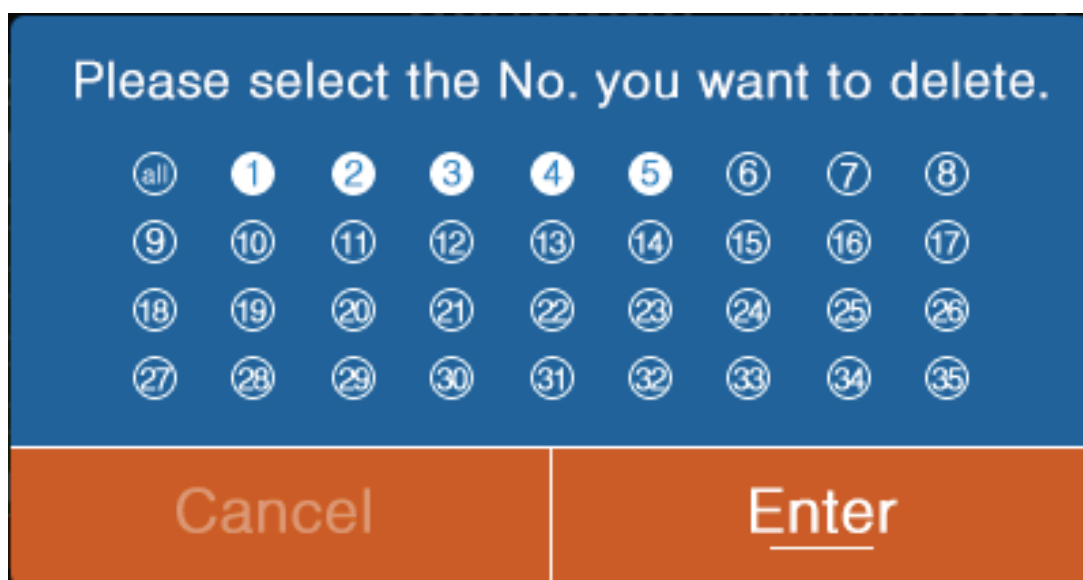 Please select the No. you want to delete.
all 1 2 3 4 5 6 7 8
9 10 11 12 13 14 15 16 17
18 19 20 21 22 23 24 25 26
27 28 29 30 31 32 33 34 35
Cancel Enter